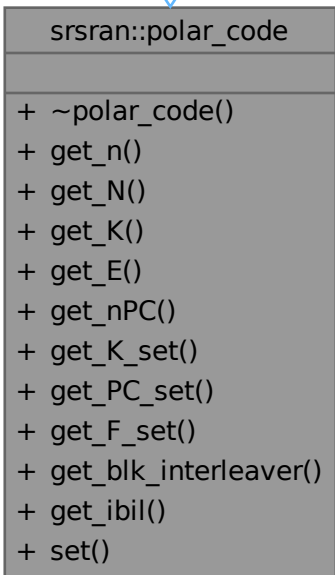 srsran::polar_code
+ ~polar_code()
+ get_n()
+ get_N()
+ get_K()
+ get_E()
+ get_nPC()
+ get_K_set()
+ get_PC_set()
+ get_F_set()
+ get_blk_interleaver()
+ get_ibil()
+ set()